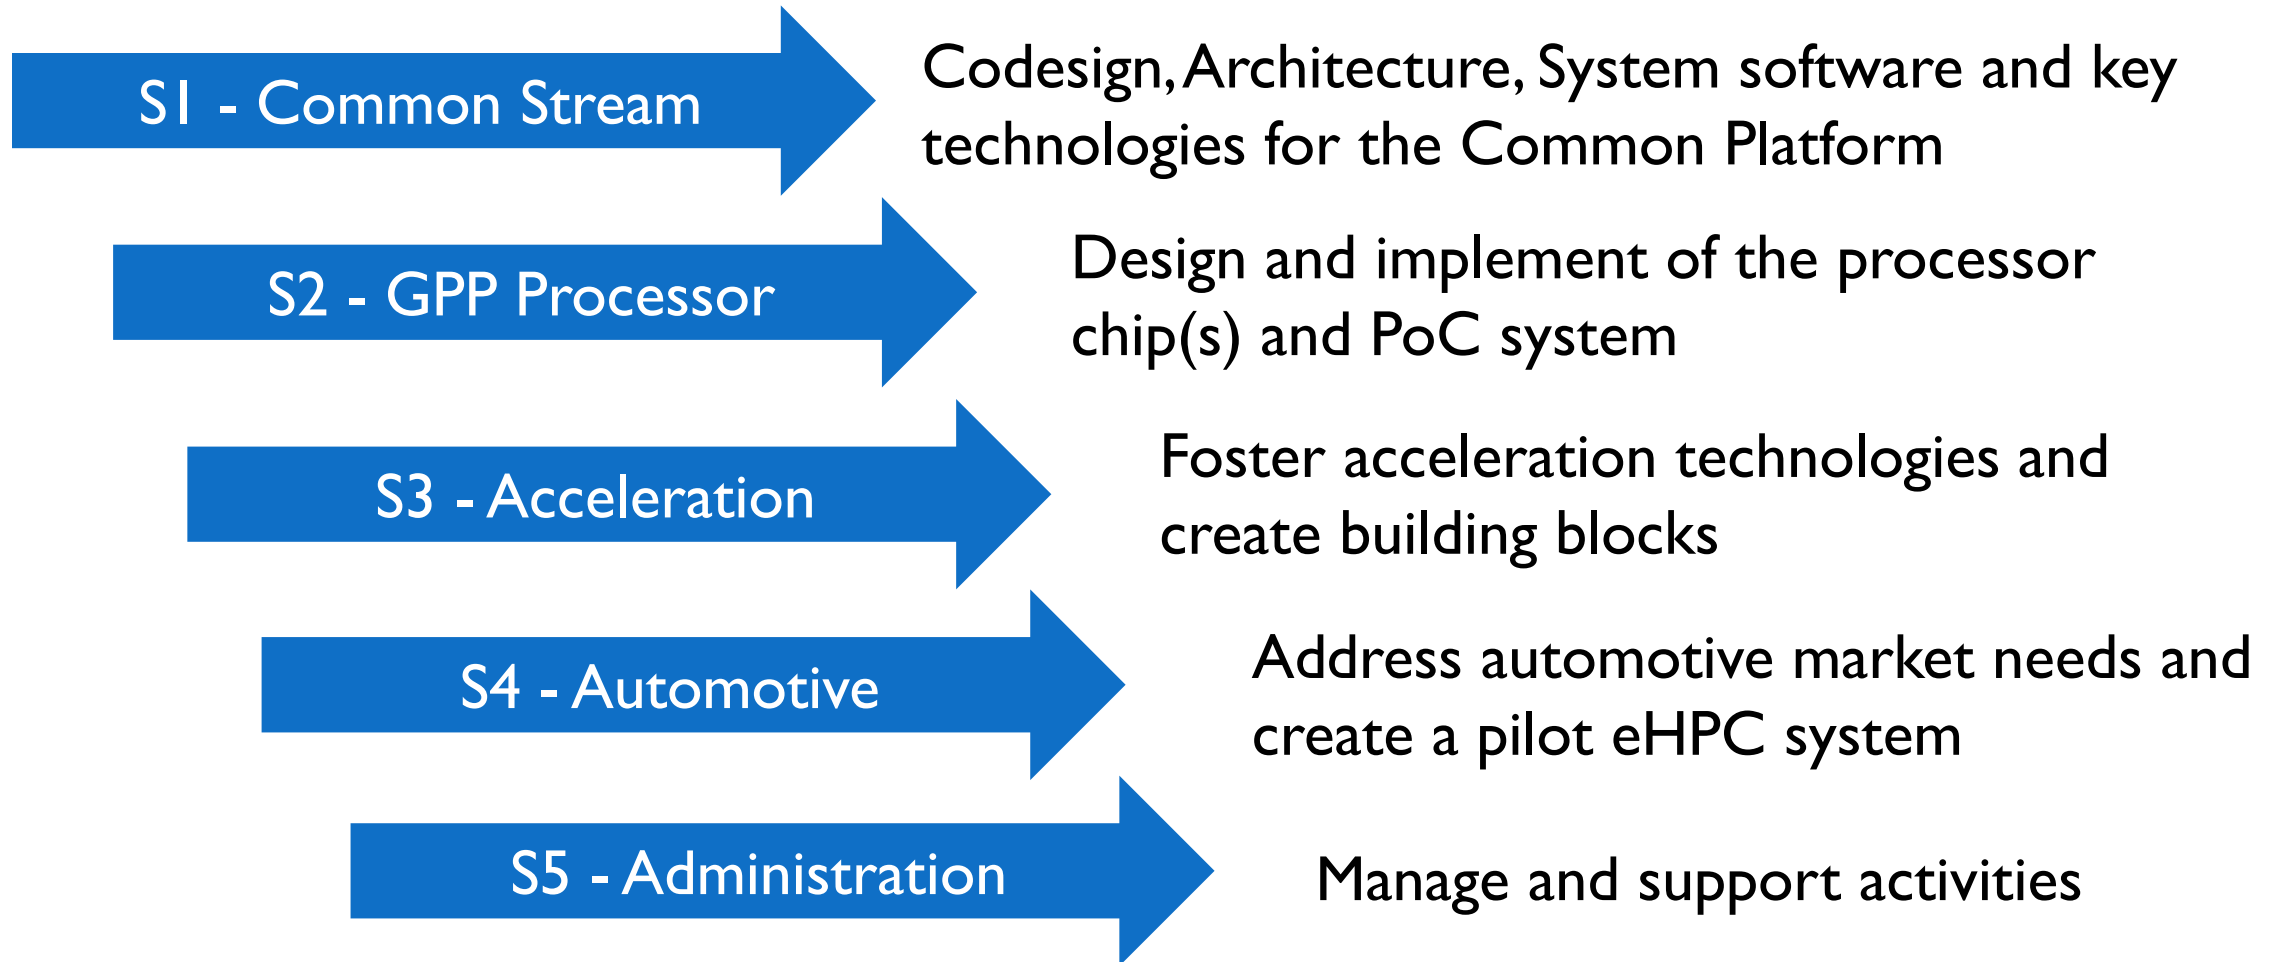 S1 - Common Stream
Codesign, Architecture, System software and key
technologies for the Common Platform
S2 - GPP Processor
Design and implement of the processor
chip(s) and PoC system
S3 - Acceleration
Foster acceleration technologies and
create building blocks
S4 - Automotive
Address automotive market needs and
create a pilot eHPC system
S5 - Administration
Manage and support activities